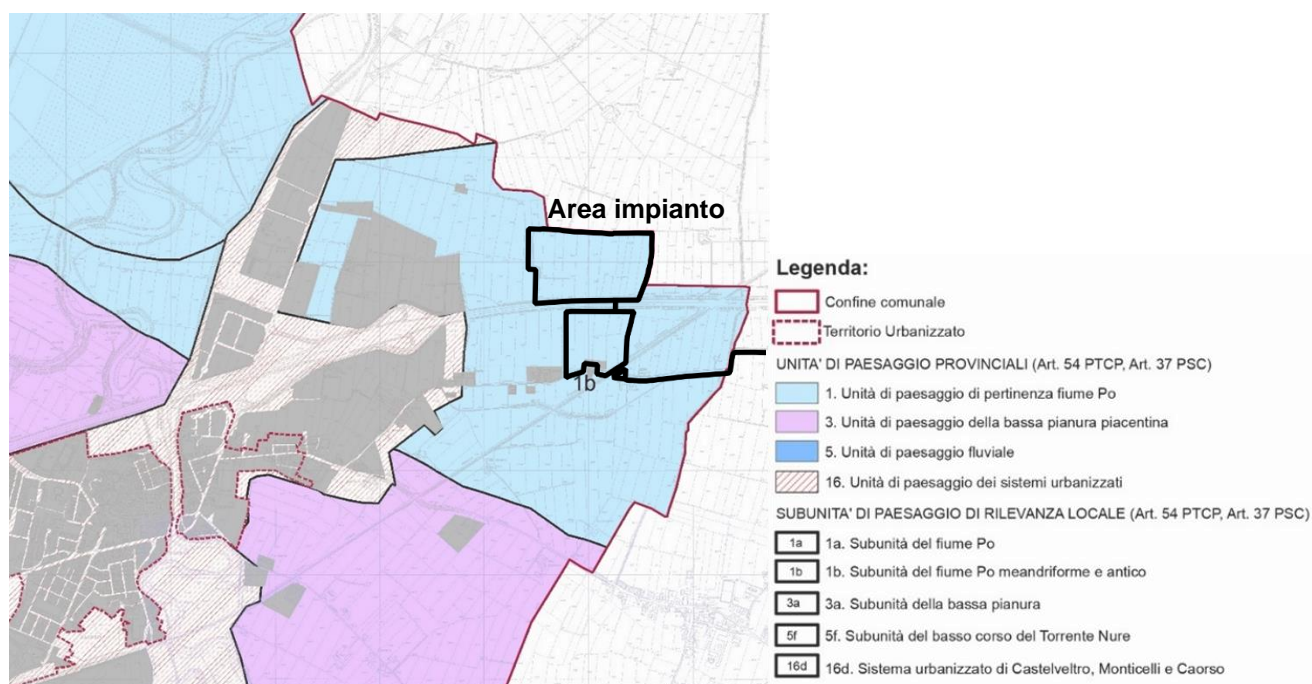 Area impianto
1b
Legenda:
Confine comunale
Territorio Urbanizzato
UNITA' DI PAESAGGIO PROVINCIALI (Art. 54 PTCP, Art. 37 PSC)
1. Unità di paesaggio di pertinenza fiume Po
3. Unità di paesaggio della bassa pianura piacentina
5. Unità di paesaggio fluviale
16. Unità di paesaggio dei sistemi urbanizzati
SUBUNITA' DI PAESAGGIO DI RILEVANZA LOCALE (Art. 54 PTCP, Art. 37 PSC)
1a 1a. Subunità del fiume Po
1b 1b. Subunità del fiume Po meandriforme e antico
3a 3a. Subunità della bassa pianura
5f 5f. Subunità del basso corso del Torrente Nure
16d 16d. Sistema urbanizzato di Castelveltro, Monticelli e Caorso